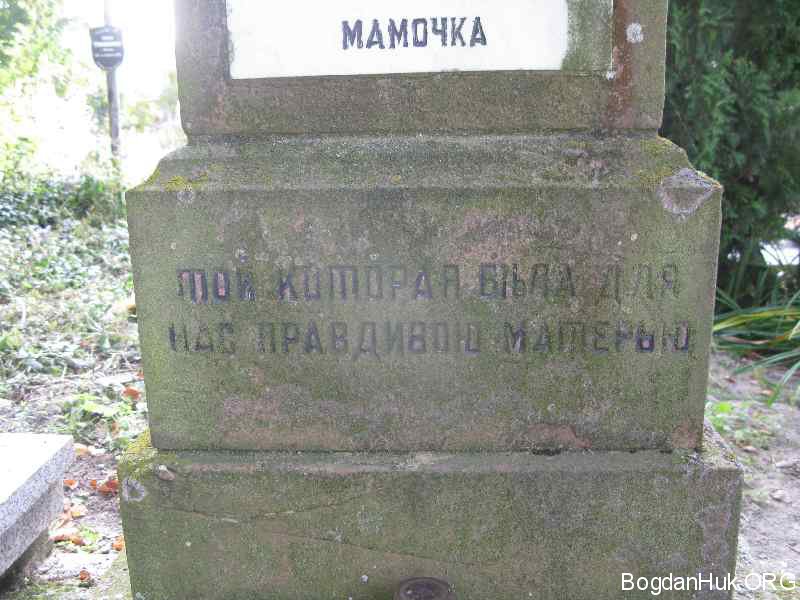 МАМОЧКА
ТОЙ КОТОРАЯ БЫЛА ДЛЯ
НАС ПРАВДИВОЮ МАТЕРЬЮ
BogdanHuk.ORG